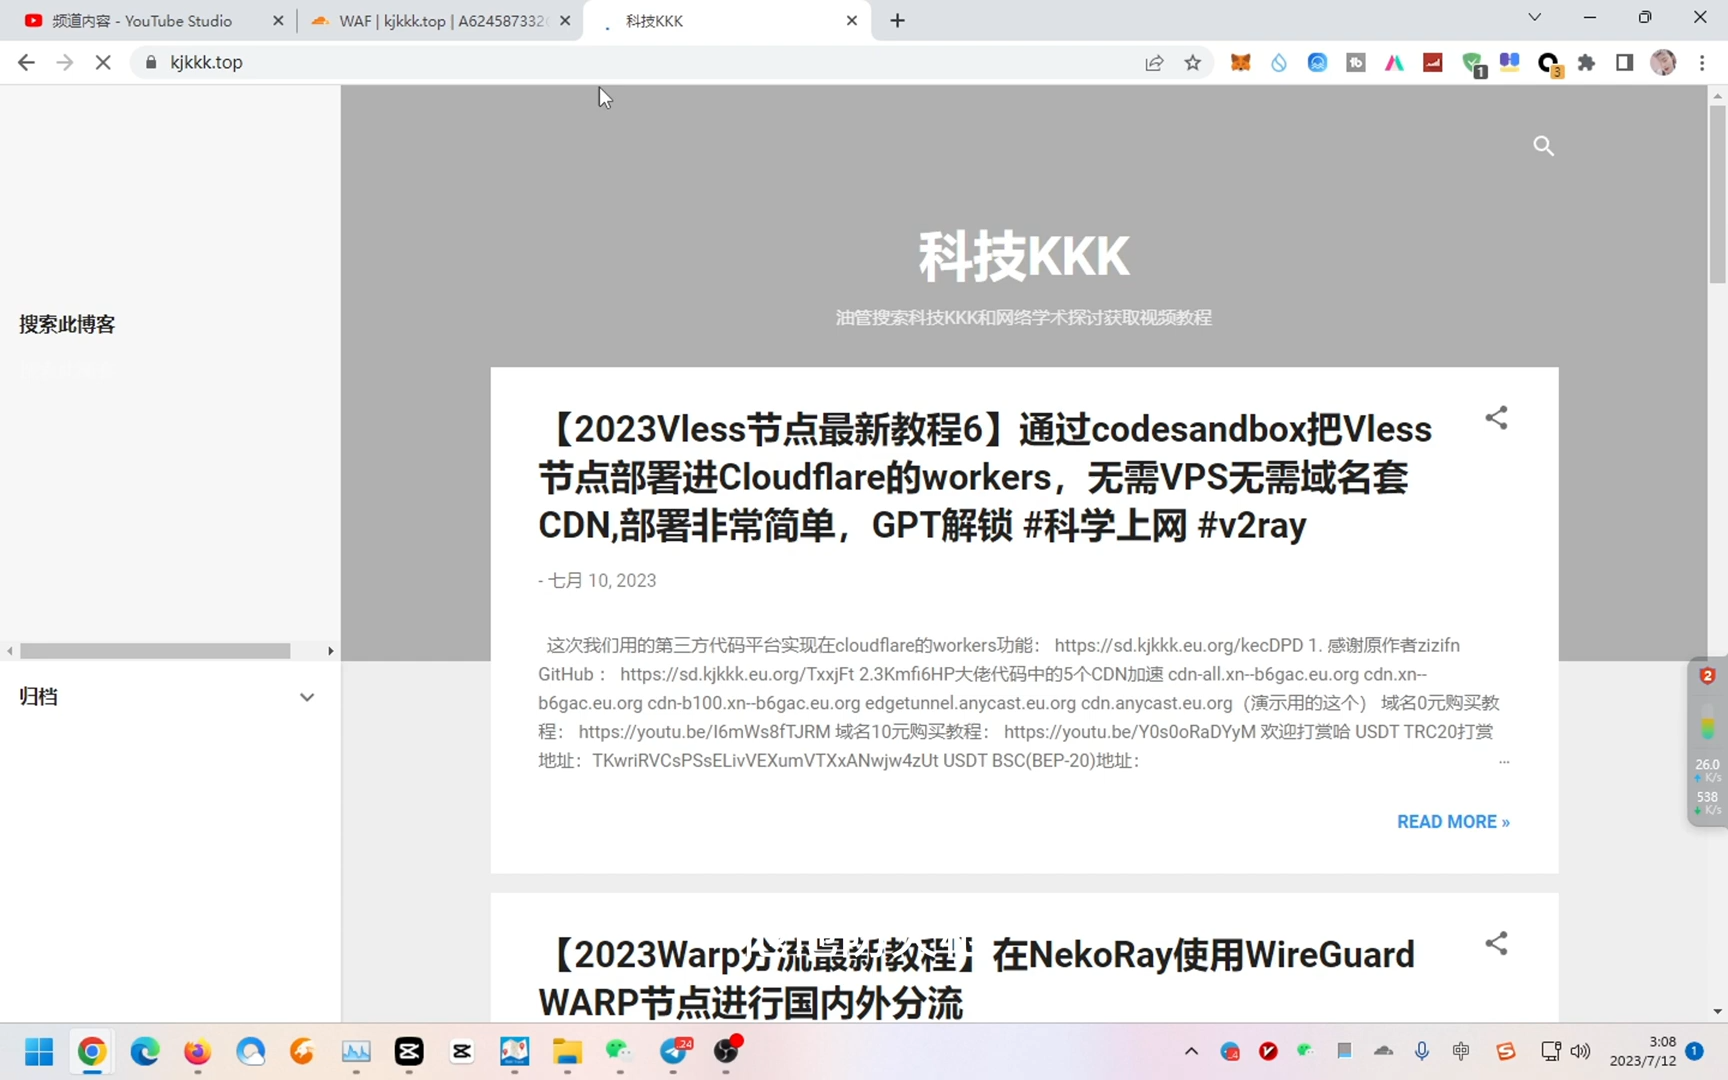 频道内容 - YouTube Studio
WAF | kjkkk.top | A624587332
科技KKK
kjkkk.top
1
3
搜索此博客
科技KKK
油管搜索科技KKK和网络学术探讨获取视频教程
【2023Vless节点最新教程6】通过codesandbox把Vless
节点部署进Cloudflare的workers，无需VPS无需域名套
CDN,部署非常简单，GPT解锁 #科学上网 #v2ray
- 七月 10, 2023
这次我们用的第三方代码平台实现在cloudflare的workers功能： https://sd.kjkkk.eu.org/kecDPD 1. 感谢原作者zizifn
GitHub： https://sd.kjkkk.eu.org/TxxjFt 2.3Kmfi6HP大佬代码中的5个CDN加速 cdn-all.xn--b6gac.eu.org cdn.xn--
b6gac.eu.org cdn-b100.xn--b6gac.eu.org edgetunnel.anycast.eu.org cdn.anycast.eu.org（演示用的这个） 域名0元购买教
程： https://youtu.be/I6mWs8fTJRM 域名10元购买教程： https://youtu.be/Y0s0oRaDYyM 欢迎打赏哈 USDT TRC20打赏
地址：TKwriRVCsPSsELivVEXumVTXxANwjw4zUt USDT BSC(BEP-20)地址： ...
READ MORE »
归档
2
26.0
K/s
538
K/s
【2023Warp分流最新教程】在NekoRay使用WireGuard
WARP节点进行国内外分流
24
中
3:08
2023/7/12
1